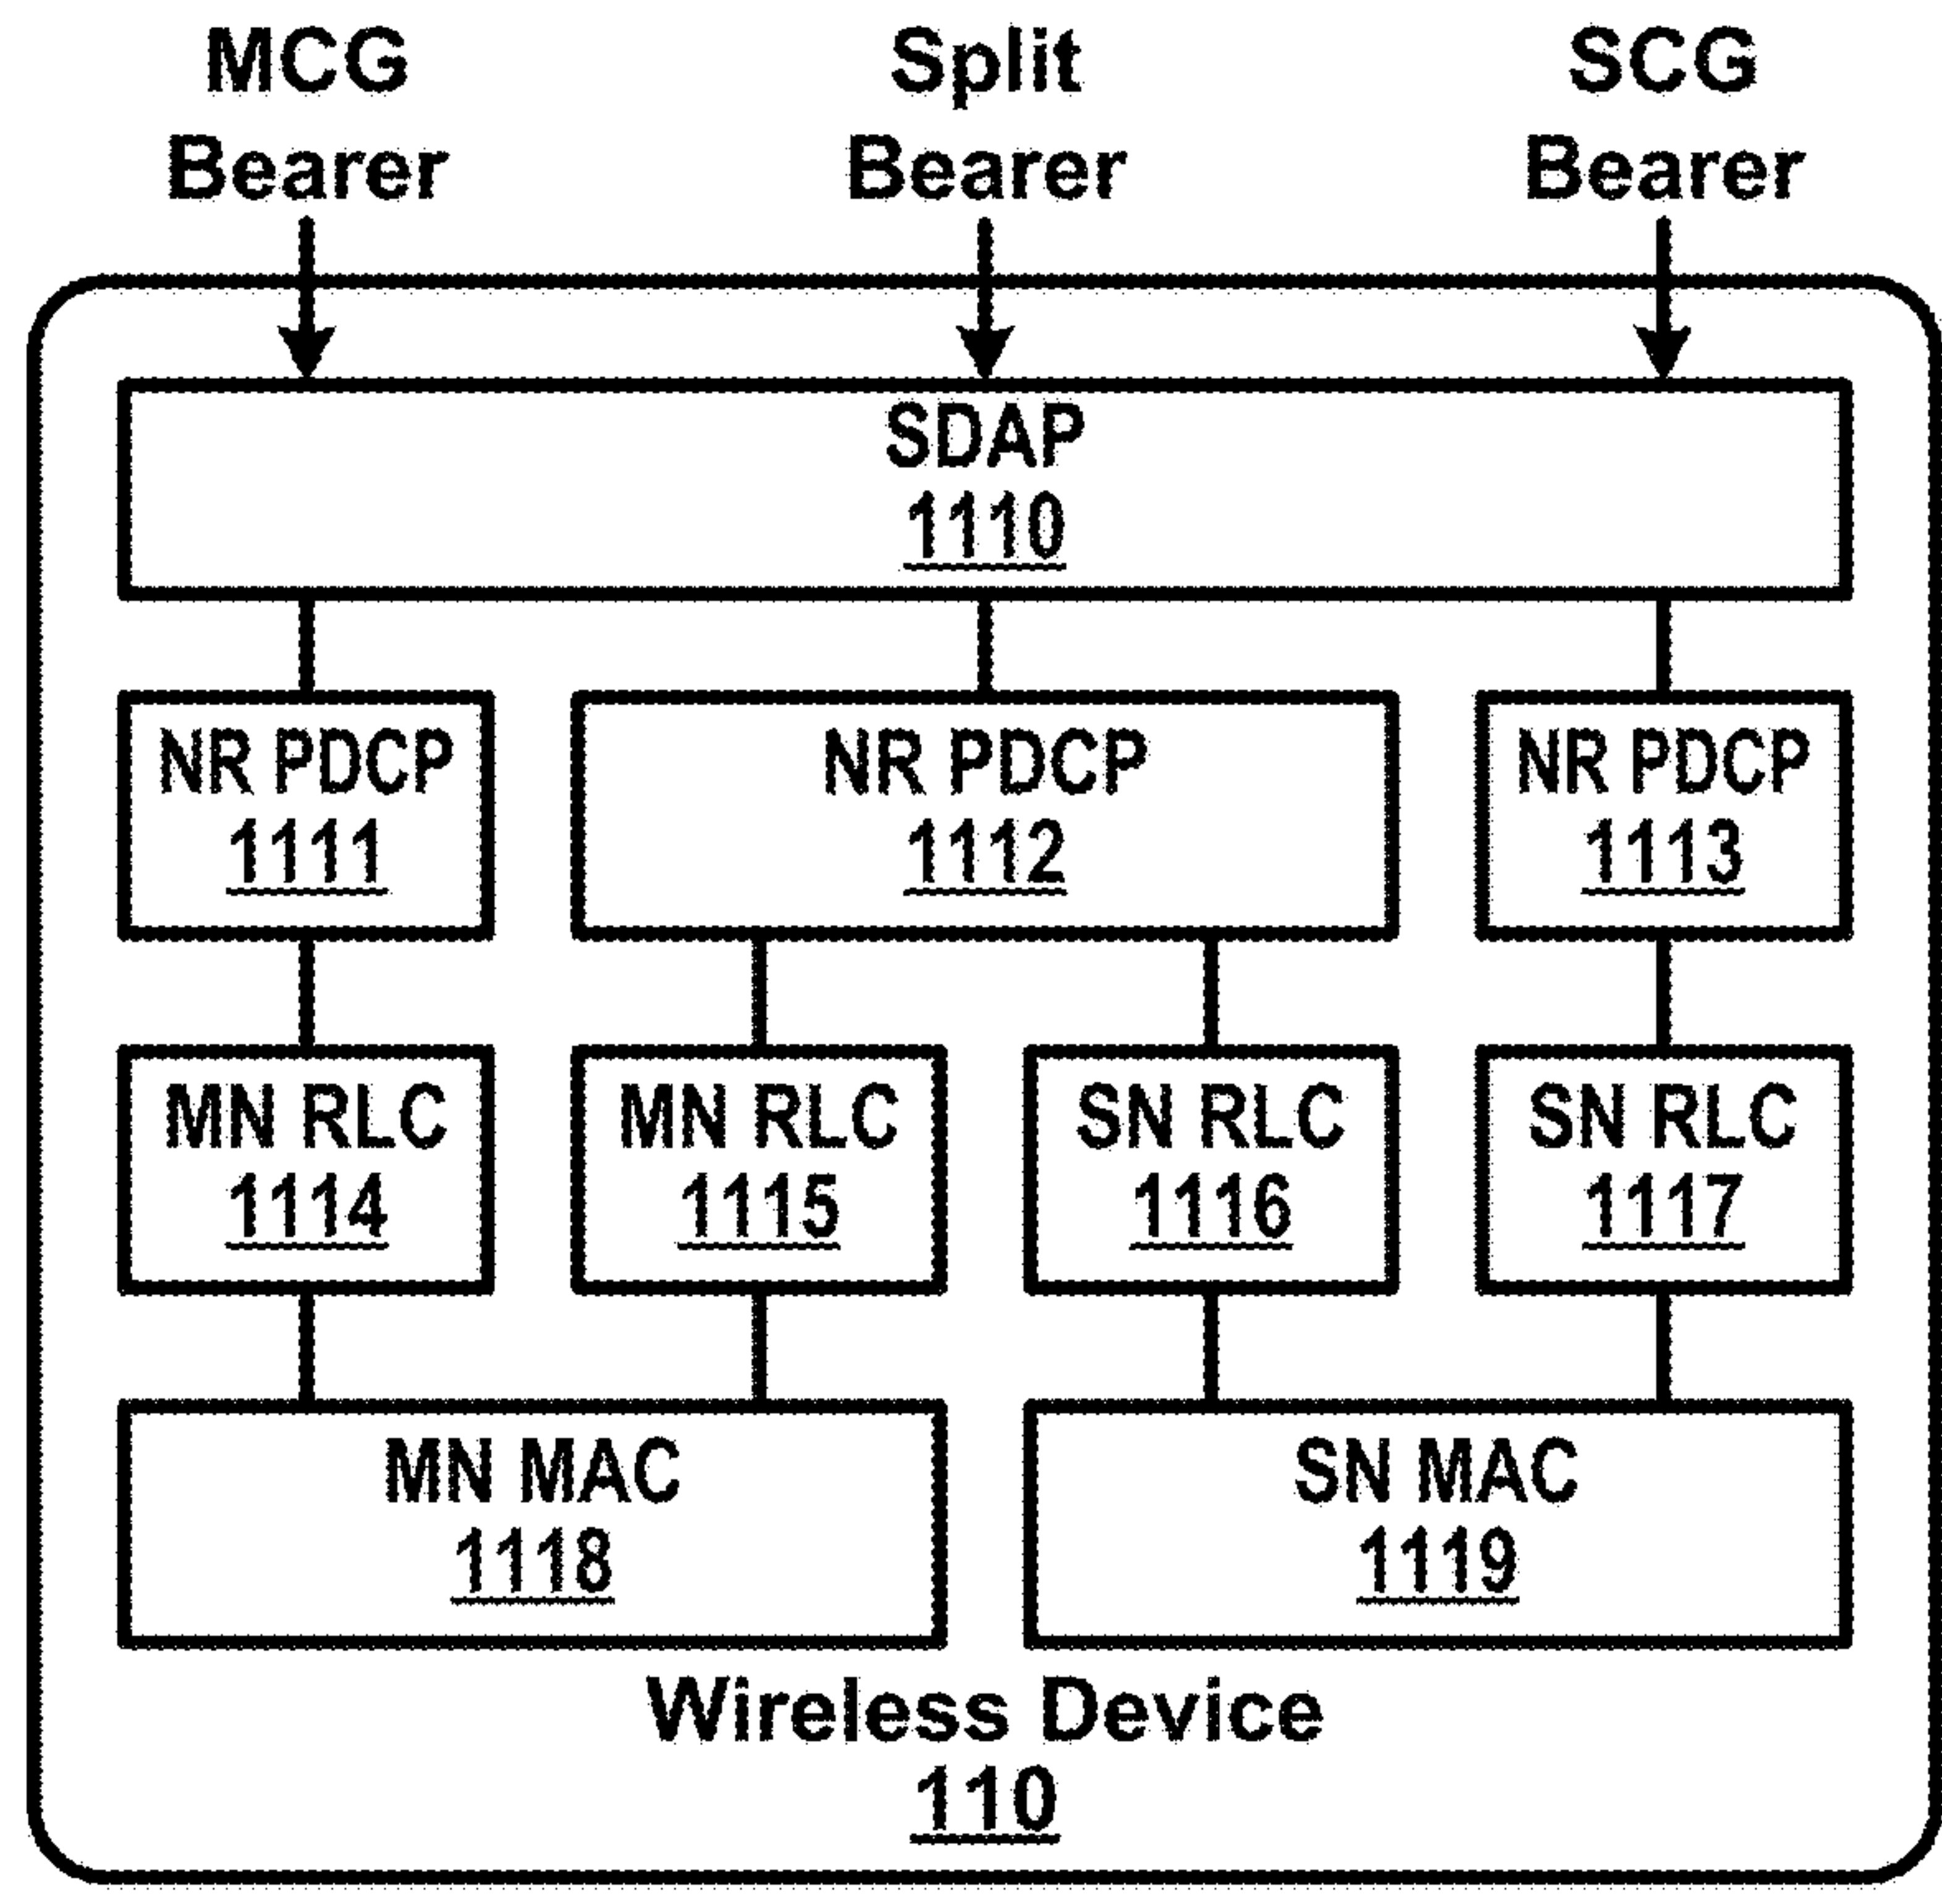 MCG
Bearer
Split
Bearer
SCG
Bearer
SDAP
1110
NR PDCP
1111
NR PDCP
1112
NR PDCP
1113
MN RLC
1114
MN RLC
1115
SN RLC
1116
SN RLC
1117
MN MAC
1118
SN MAC
1119
Wireless Device
110